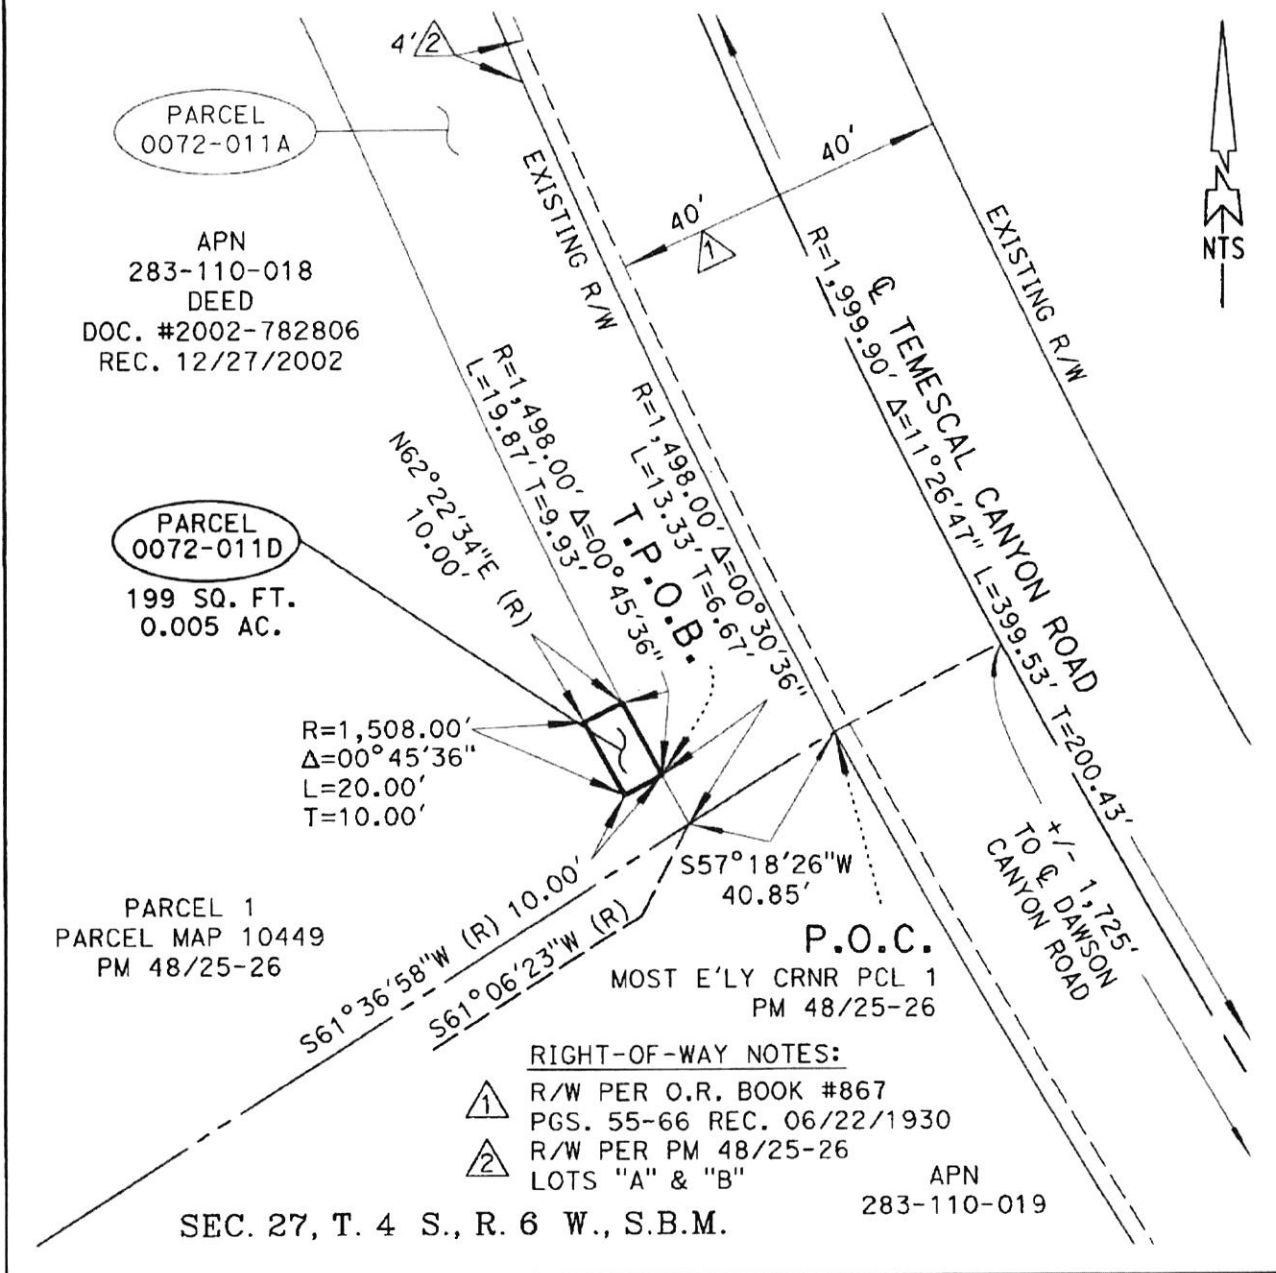 4' 2
PARCEL
0072-011A
40'
40'
1
NTS
EXISTING R/W
EXISTING R/W
APN
283-110-018
DEED
DOC. #2002-782806
REC. 12/27/2002
℄ TEMESCAL CANYON ROAD
R=1,999.90' Δ=11°26'47" L=399.53' T=200.43'
R=1,498.00' Δ=00°45'36"
L=19.87' T=9.93'
R=1,498.00' Δ=00°30'36"
L=13.33' T=6.67'
T.P.O.B.
N62°22'34"E (R)
10.00'
PARCEL
0072-011D
199 SQ. FT.
0.005 AC.
R=1,508.00'
Δ=00°45'36"
L=20.00'
T=10.00'
S57°18'26"W
40.85'
+/- 1,725'
TO ℄ DAWSON
CANYON ROAD
PARCEL 1
PARCEL MAP 10449
PM 48/25-26
S61°36'58"W (R) 10.00'
S61°06'23"W (R)
P.O.C.
MOST E'LY CRNR PCL 1
PM 48/25-26
RIGHT-OF-WAY NOTES:
1 R/W PER O.R. BOOK #867
PGS. 55-66 REC. 06/22/1930
2 R/W PER PM 48/25-26
LOTS "A" & "B"
APN
283-110-019
SEC. 27, T. 4 S., R. 6 W., S.B.M.